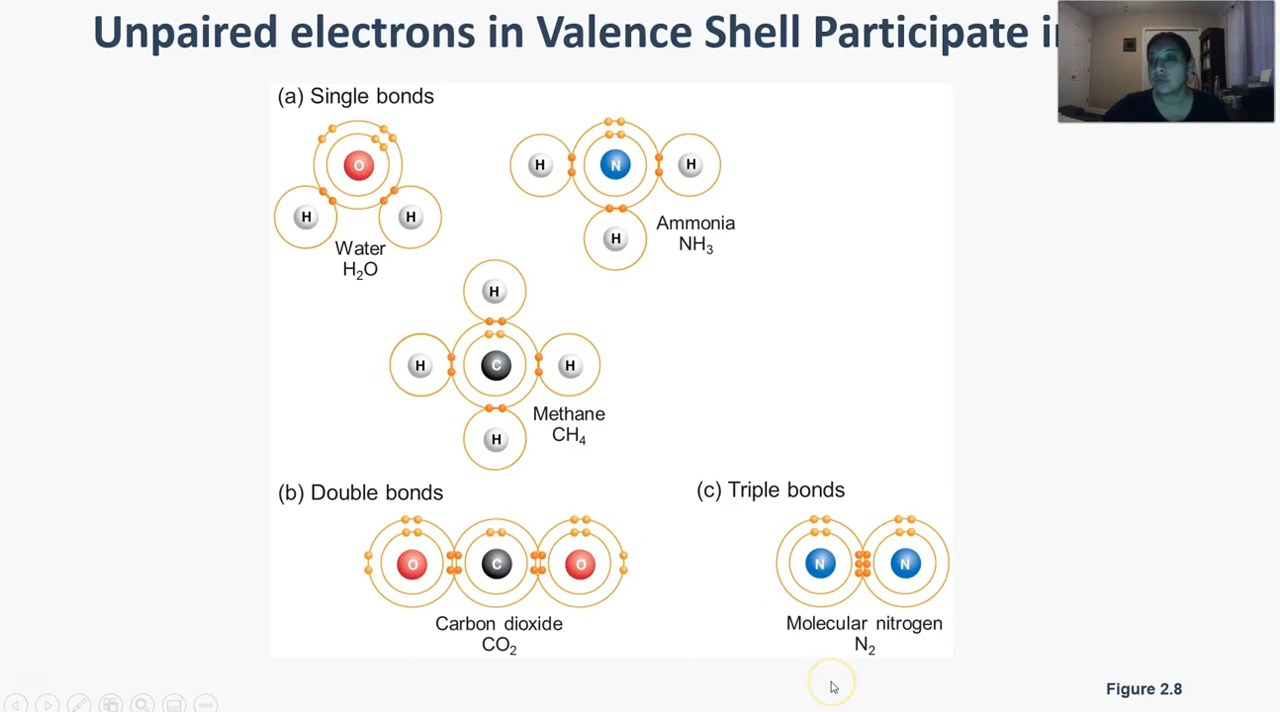 Unpaired electrons in Valence Shell Participate
(a) Single bonds
O
H
H
Water
H₂O
H
N
H
H
Ammonia
NH₃
H
H
C
H
H
Methane
CH₄
(b) Double bonds
O
C
O
Carbon dioxide
CO₂
(c) Triple bonds
N
N
Molecular nitrogen
N₂
Figure 2.8